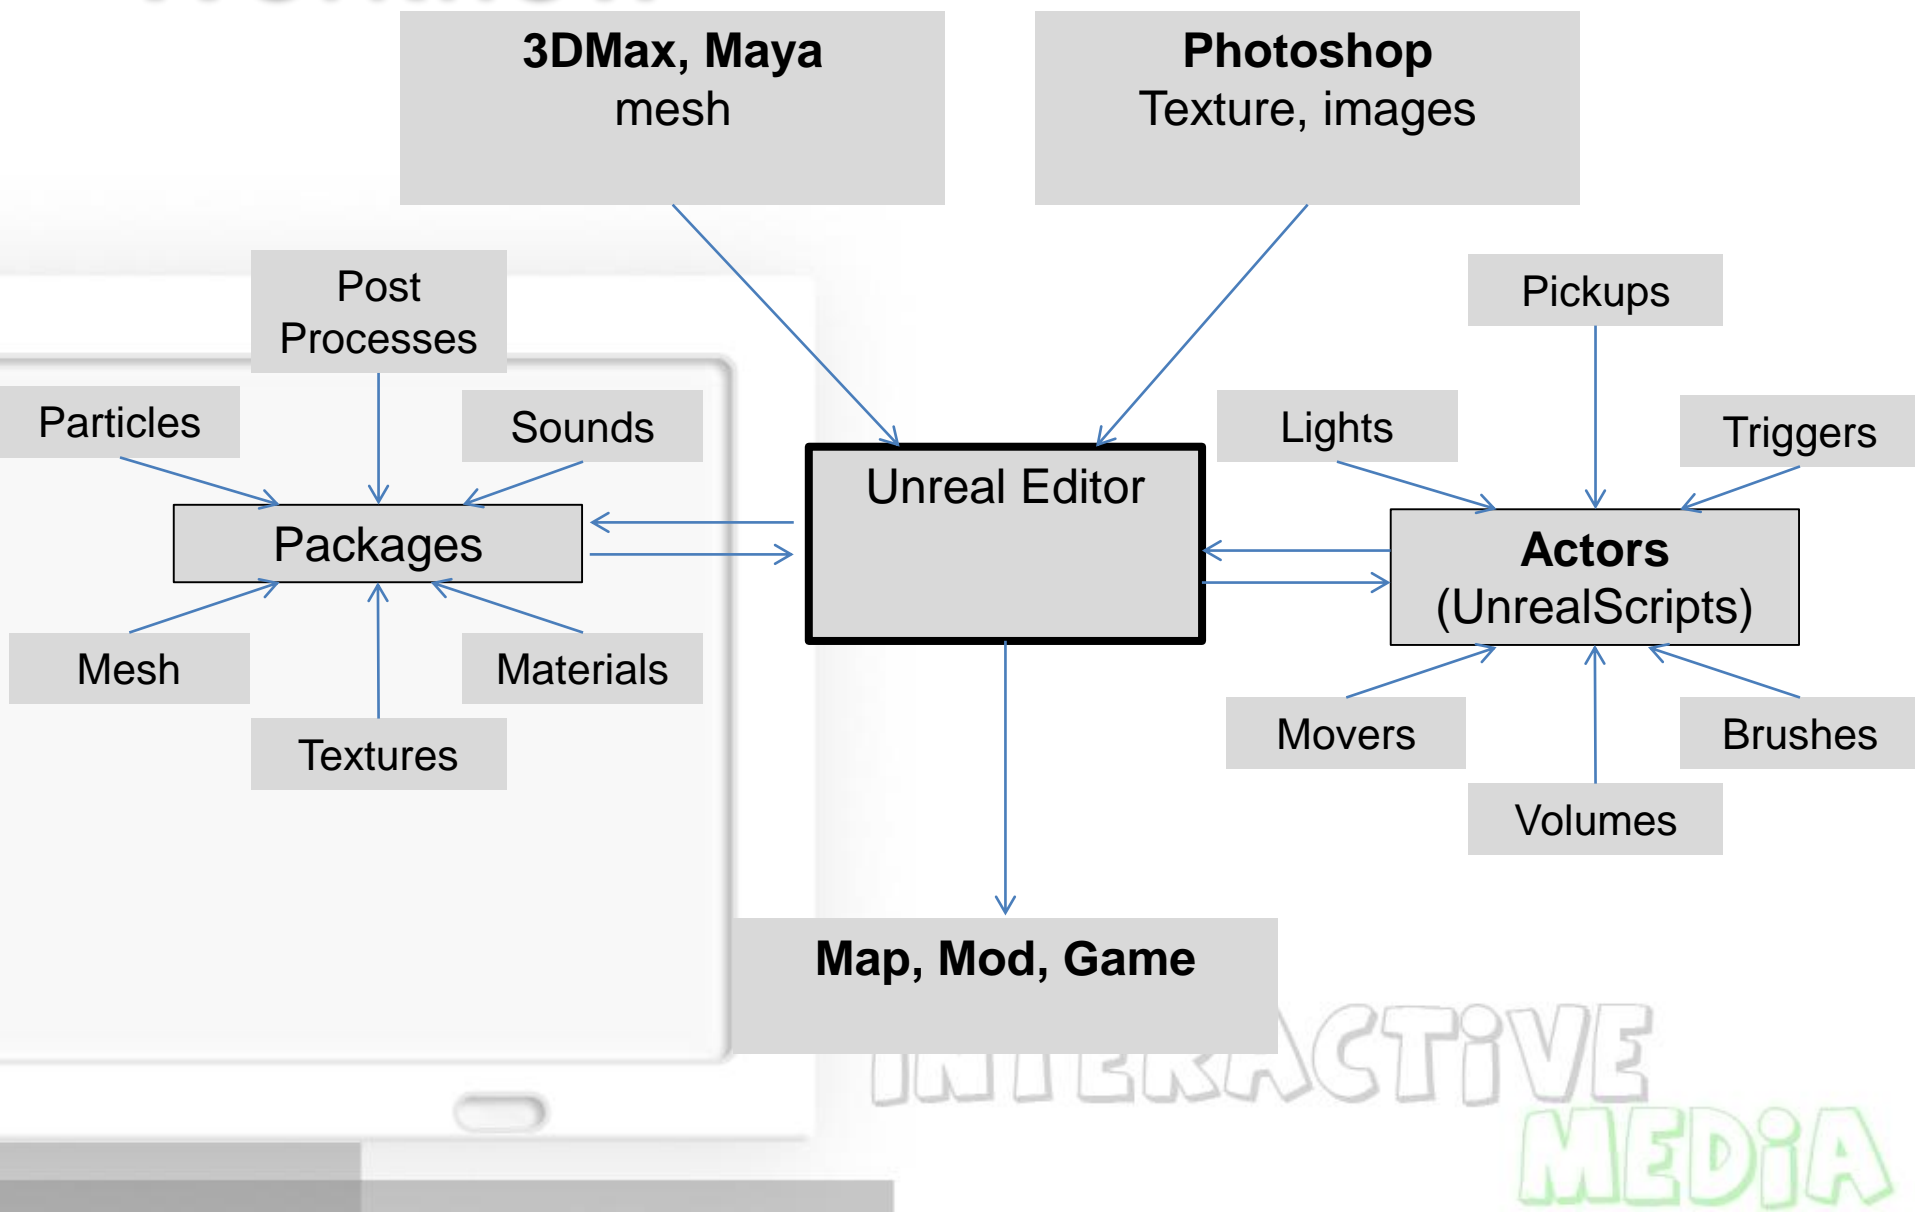 3DMax, Maya
mesh
Photoshop
Texture, images
Post
Processes
Particles
Sounds
Packages
Mesh
Materials
Textures
Unreal Editor
Pickups
Lights
Triggers
Actors
(UnrealScripts)
Movers
Brushes
Volumes
Map, Mod, Game
INTERACTiVE
MEDiA